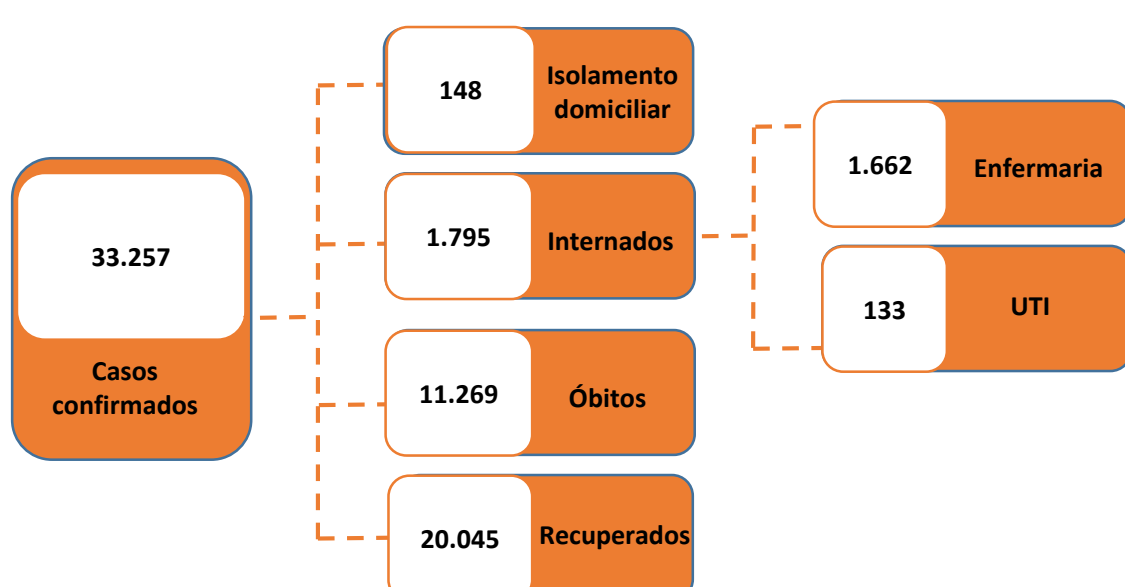 33.257
Casos
confirmados
148
Isolamento
domiciliar
1.795
Internados
11.269
Óbitos
20.045
Recuperados
1.662
Enfermaria
133
UTI